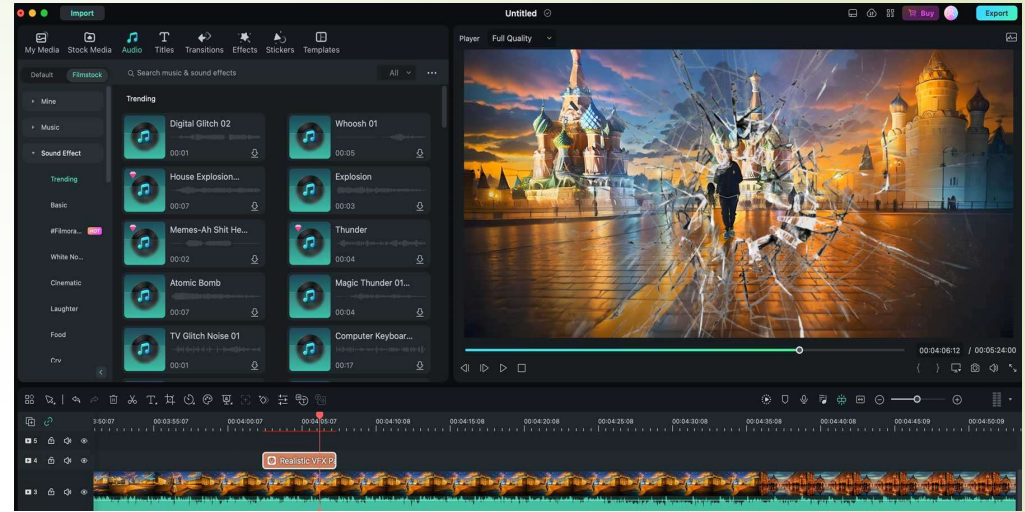 Import
Untitled
Buy
Export
My Media Stock Media Audio Titles Transitions Effects Stickers Templates
Player Full Quality
Default Filmstock
Search music & sound effects
All
Mine
Trending
Music
Digital Glitch 02
00:01
Whoosh 01
00:05
Sound Effect
House Explosion...
00:07
Explosion
00:03
Trending
Basic
Memes-Ah Shit He...
00:02
Thunder
00:04
#Filmora... HOT
White No...
Cinematic
Atomic Bomb
00:07
Magic Thunder 01...
00:04
Laughter
Food
TV Glitch Noise 01
00:01
Computer Keyboar...
00:17
Cry
00:04:06:12 / 00:05:24:00
3:50:07 00:03:55:07 00:04:00:07 00:04:05:07 00:04:10:08 00:04:15:08 00:04:20:08 00:04:25:08 00:04:30:08 00:04:35:08 00:04:40:08 00:04:45:09 00:04:50:09
5
4
Realistic VFX P
3